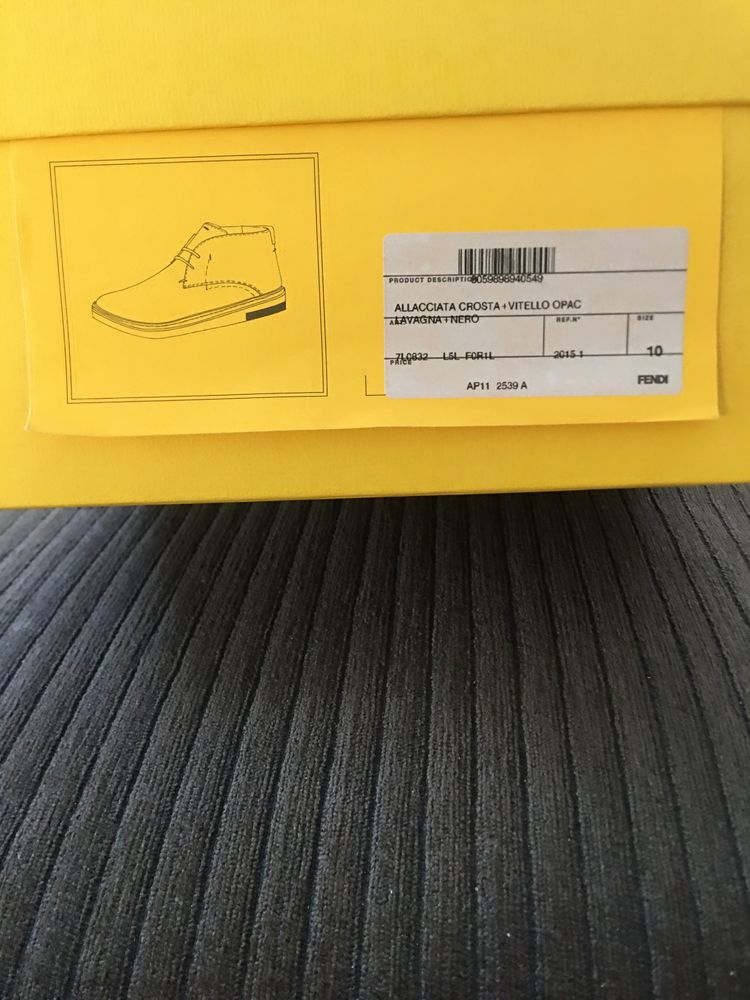 PRODUCT DESCRIPTION
8059898940549
ALLACCIATA CROSTA+VITELLO OPAC
LAVAGNA+NERO
REF.N°
SIZE
7L0832 L5L F0R1L
2015 1
10
PRICE
AP11 2539 A
FENDI